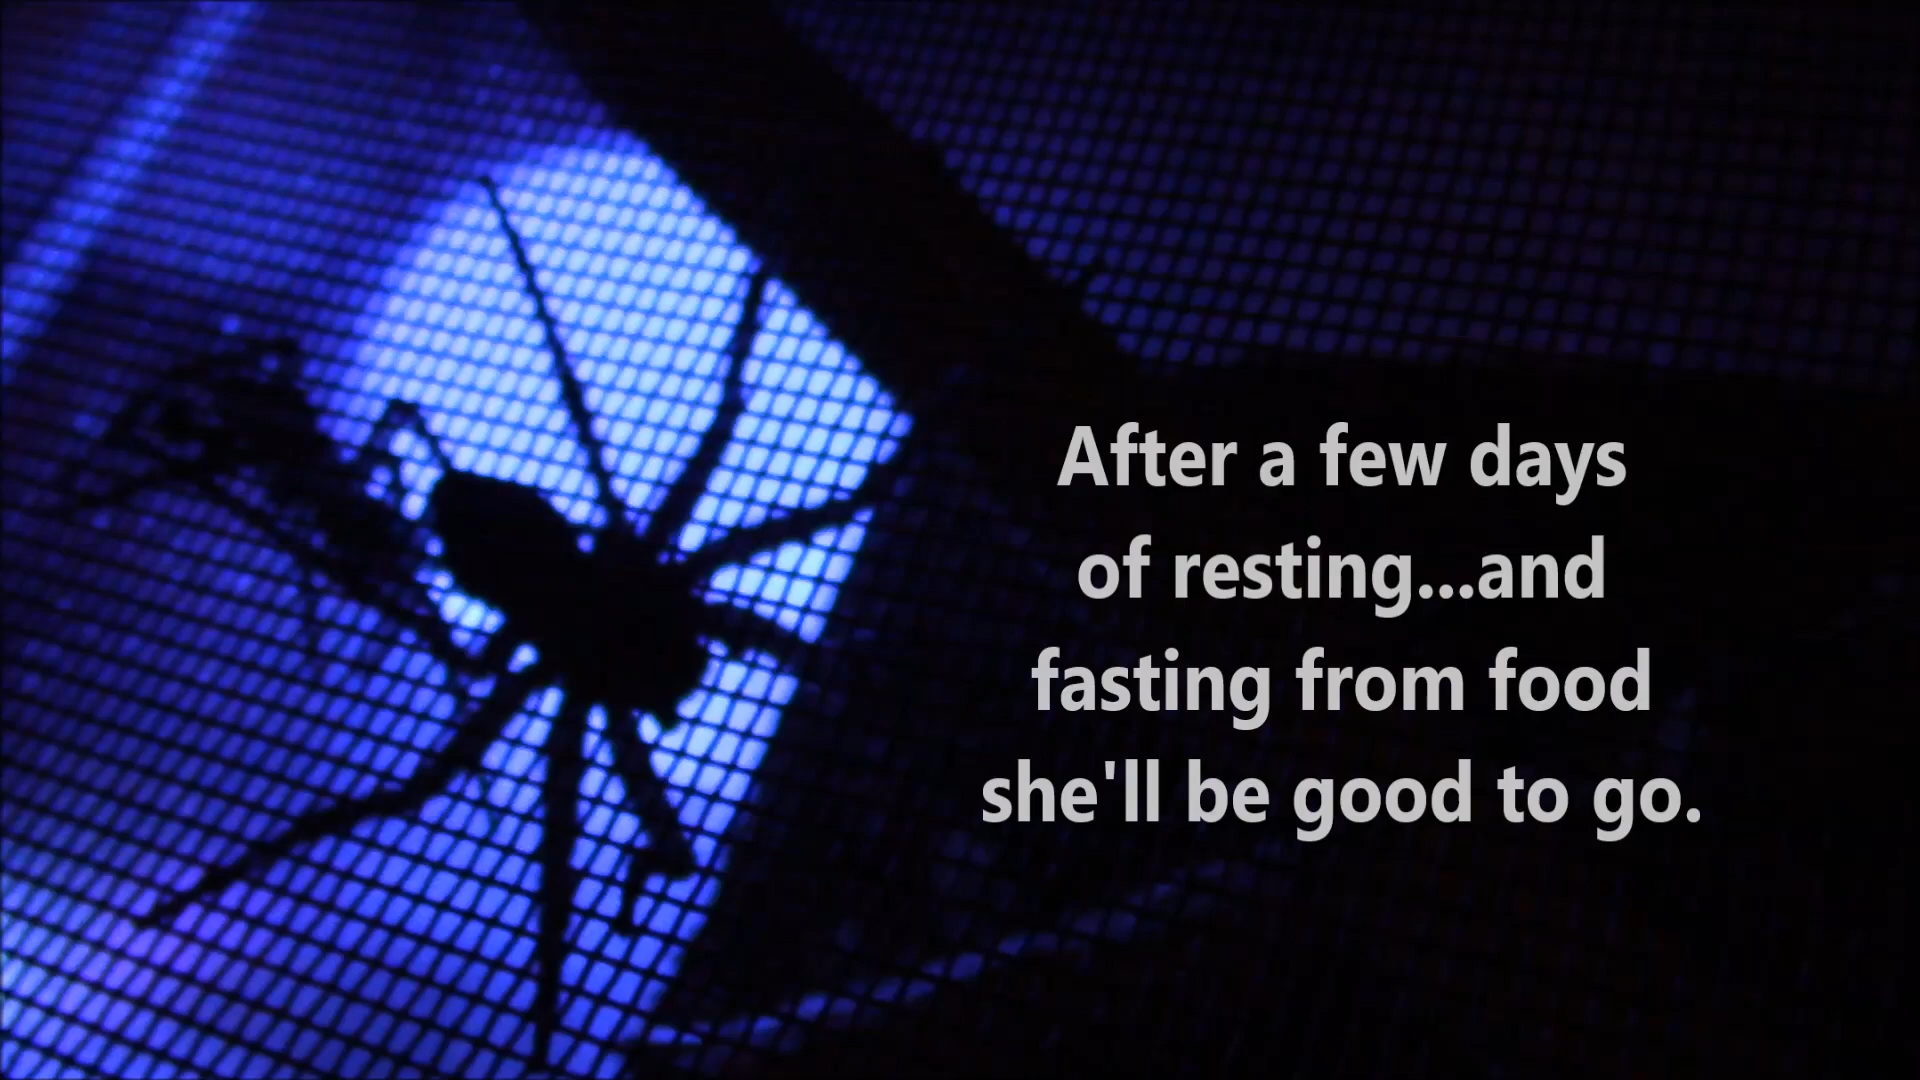 After a few days
of resting...and
fasting from food
she'll be good to go.